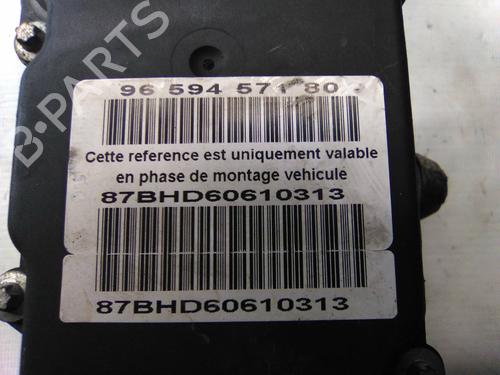 B-PARTS
96 594 571 80
Cette reference est uniquement valable
en phase de montage vehicule
87BHD60610313
87BHD60610313